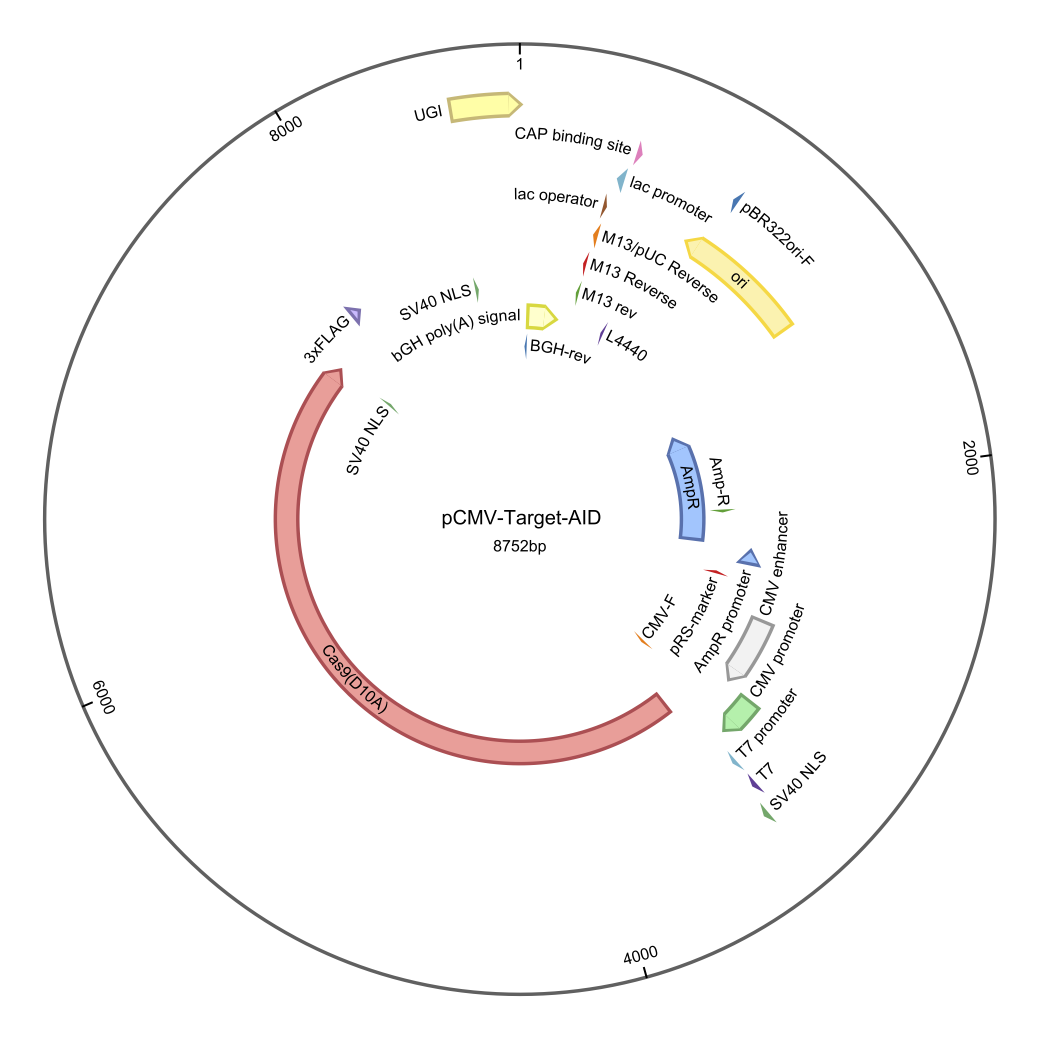 1
8000
UGI
CAP binding site
lac promoter
lac operator
pBR322ori-F
M13/pUC Reverse
ori
M13 Reverse
SV40 NLS
M13 rev
bGH poly(A) signal
3xFLAG
BGH-rev
L4440
SV40 NLS
2000
AmpR
Amp-R
pCMV-Target-AID
8752bp
CMV enhancer
CMV-F
pRS-marker
AmpR promoter
CMV promoter
Cas9(D10A)
6000
T7 promoter
T7
SV40 NLS
4000